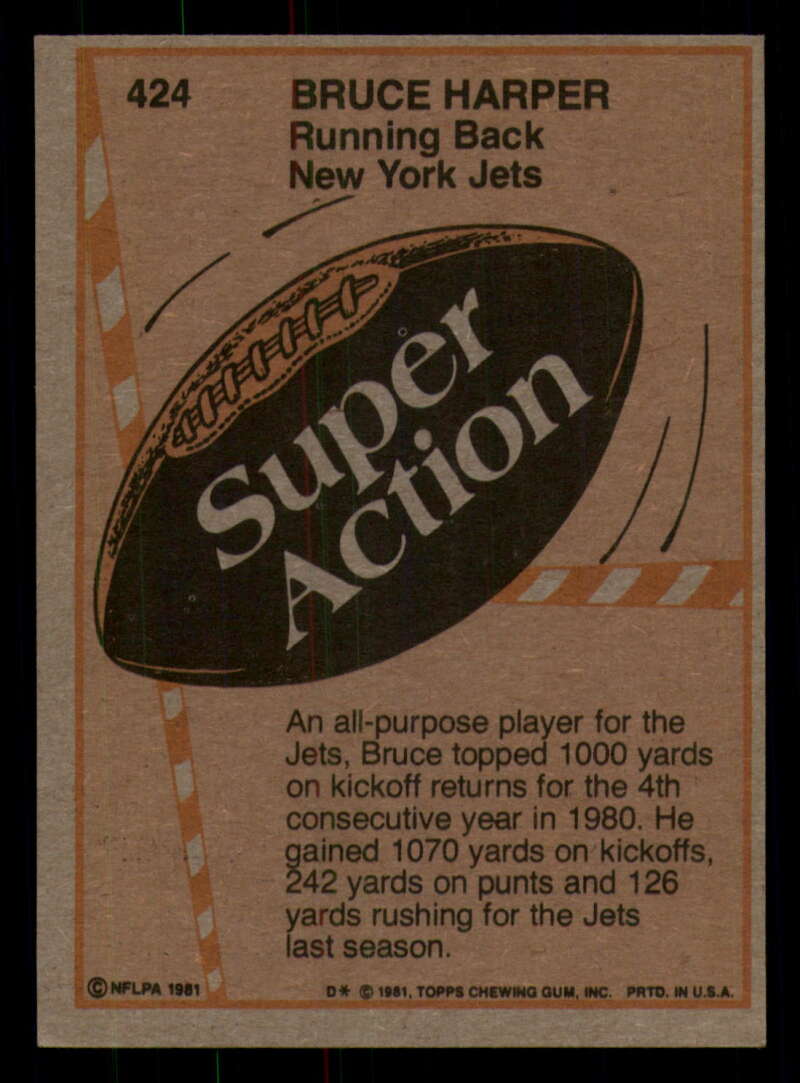 424
BRUCE HARPER
Running Back
New York Jets
Super
Action
An all-purpose player for the
Jets, Bruce topped 1000 yards
on kickoff returns for the 4th
consecutive year in 1980. He
gained 1070 yards on kickoffs,
242 yards on punts and 126
yards rushing for the Jets
last season.
© NFLPA 1981
D* © 1981, TOPPS CHEWING GUM, INC. PRTD. IN U.S.A.